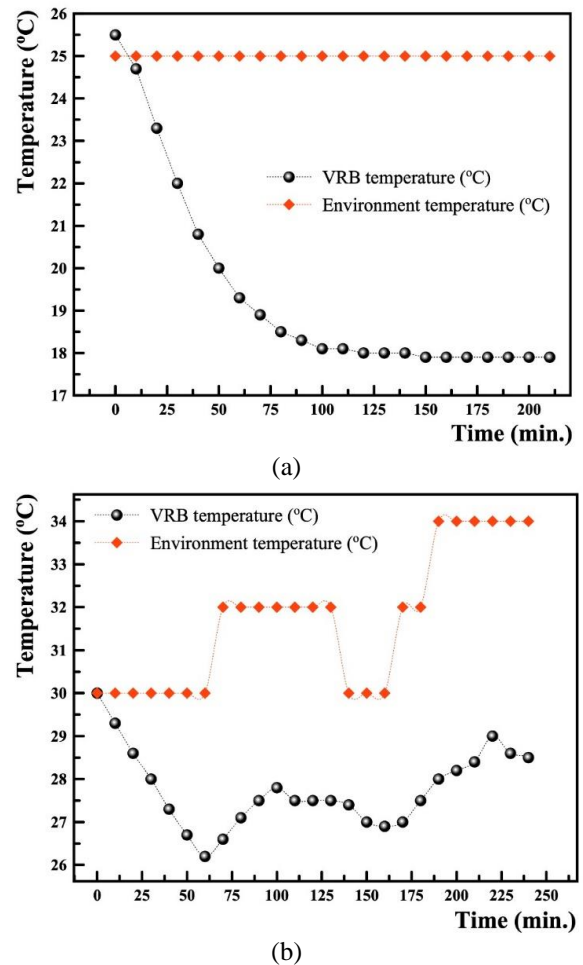 Temperature (ºC)
26
25
24
23
22
21
20
19
18
17
VRB temperature (ºC)
Environment temperature (ºC)
0 25 50 75 100 125 150 175 200
Time (min.)
(a)
Temperature (ºC)
34
33
32
31
30
29
28
27
26
VRB temperature (ºC)
Environment temperature (ºC)
0 25 50 75 100 125 150 175 200 225 250
Time (min.)
(b)